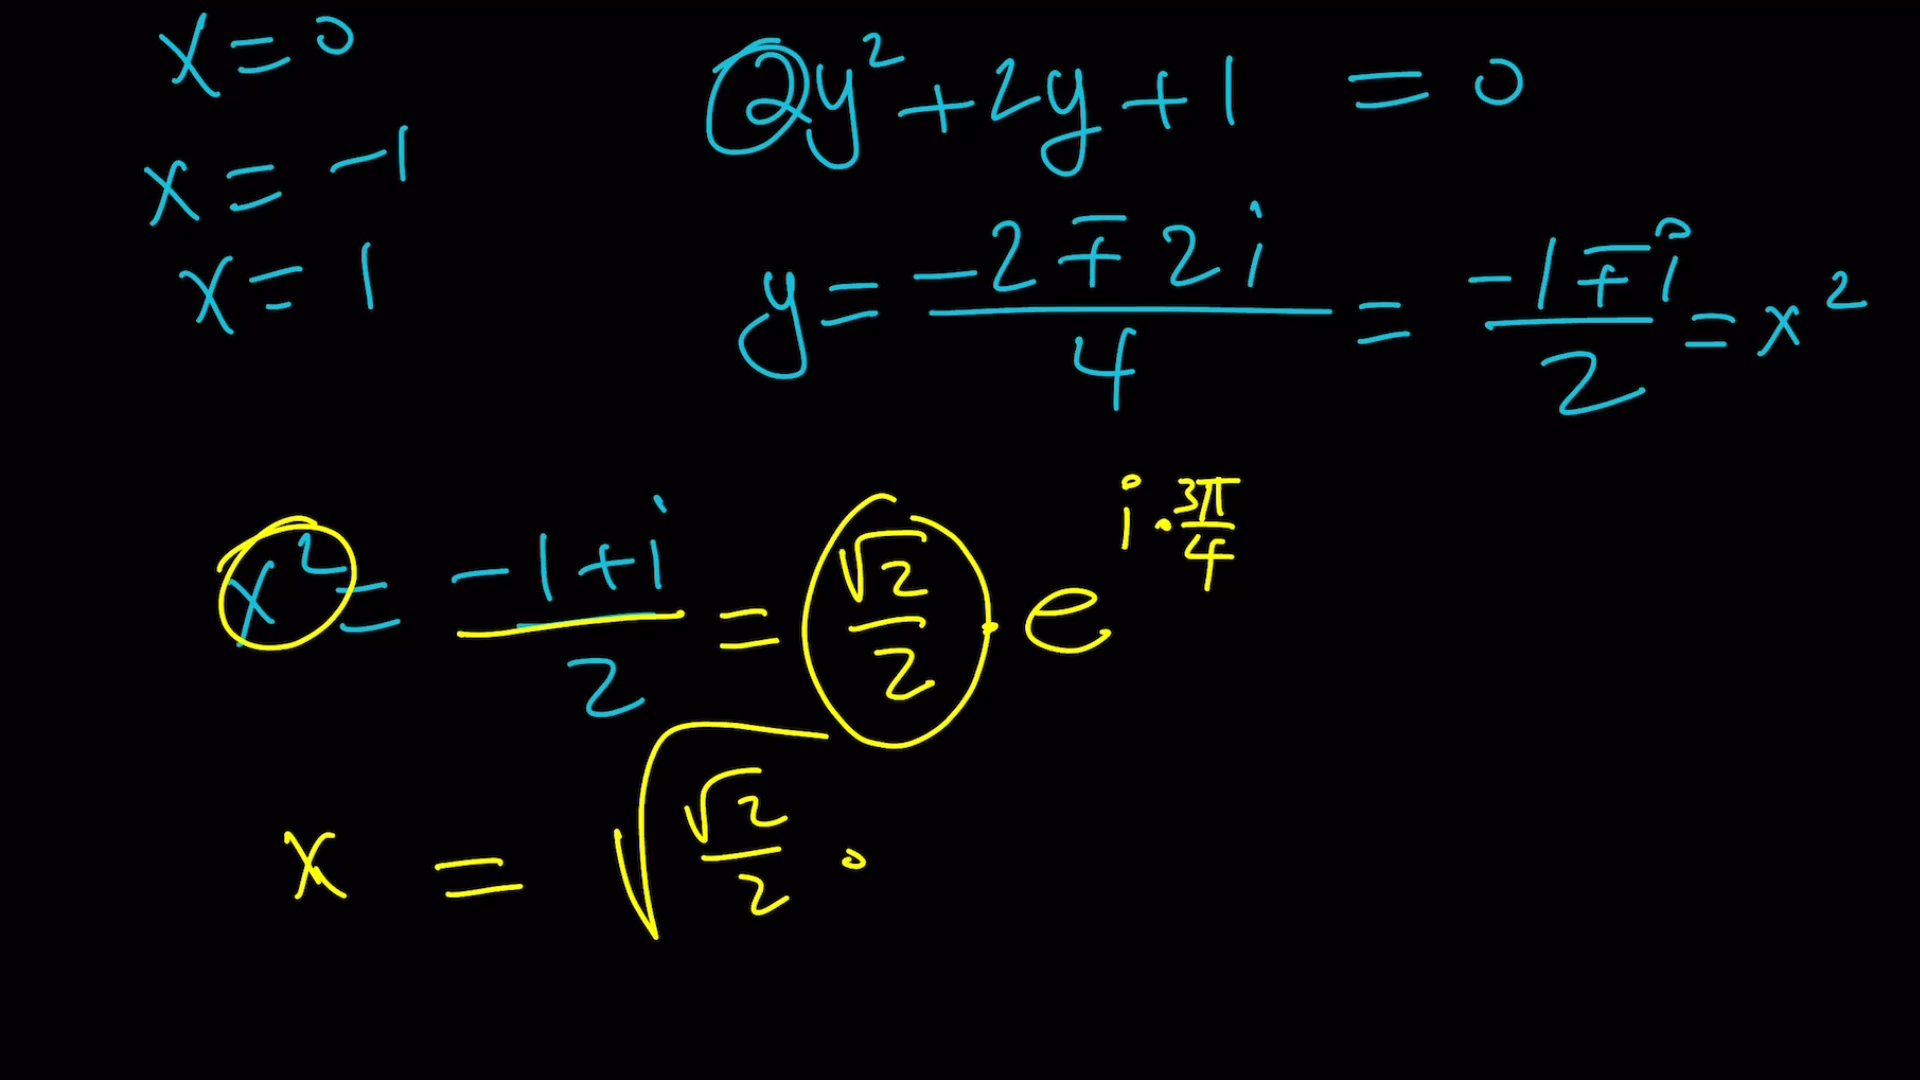 x = 0
2y² + 2y + 1 = 0
x = -1
x = 1
y = (-2 ∓ 2i)/4 = (-1 ∓ i)/2 = x²
x² = (-1 + i)/2 = √2/2 · e^(i · 3π/4)
x = √(√2/2) ·